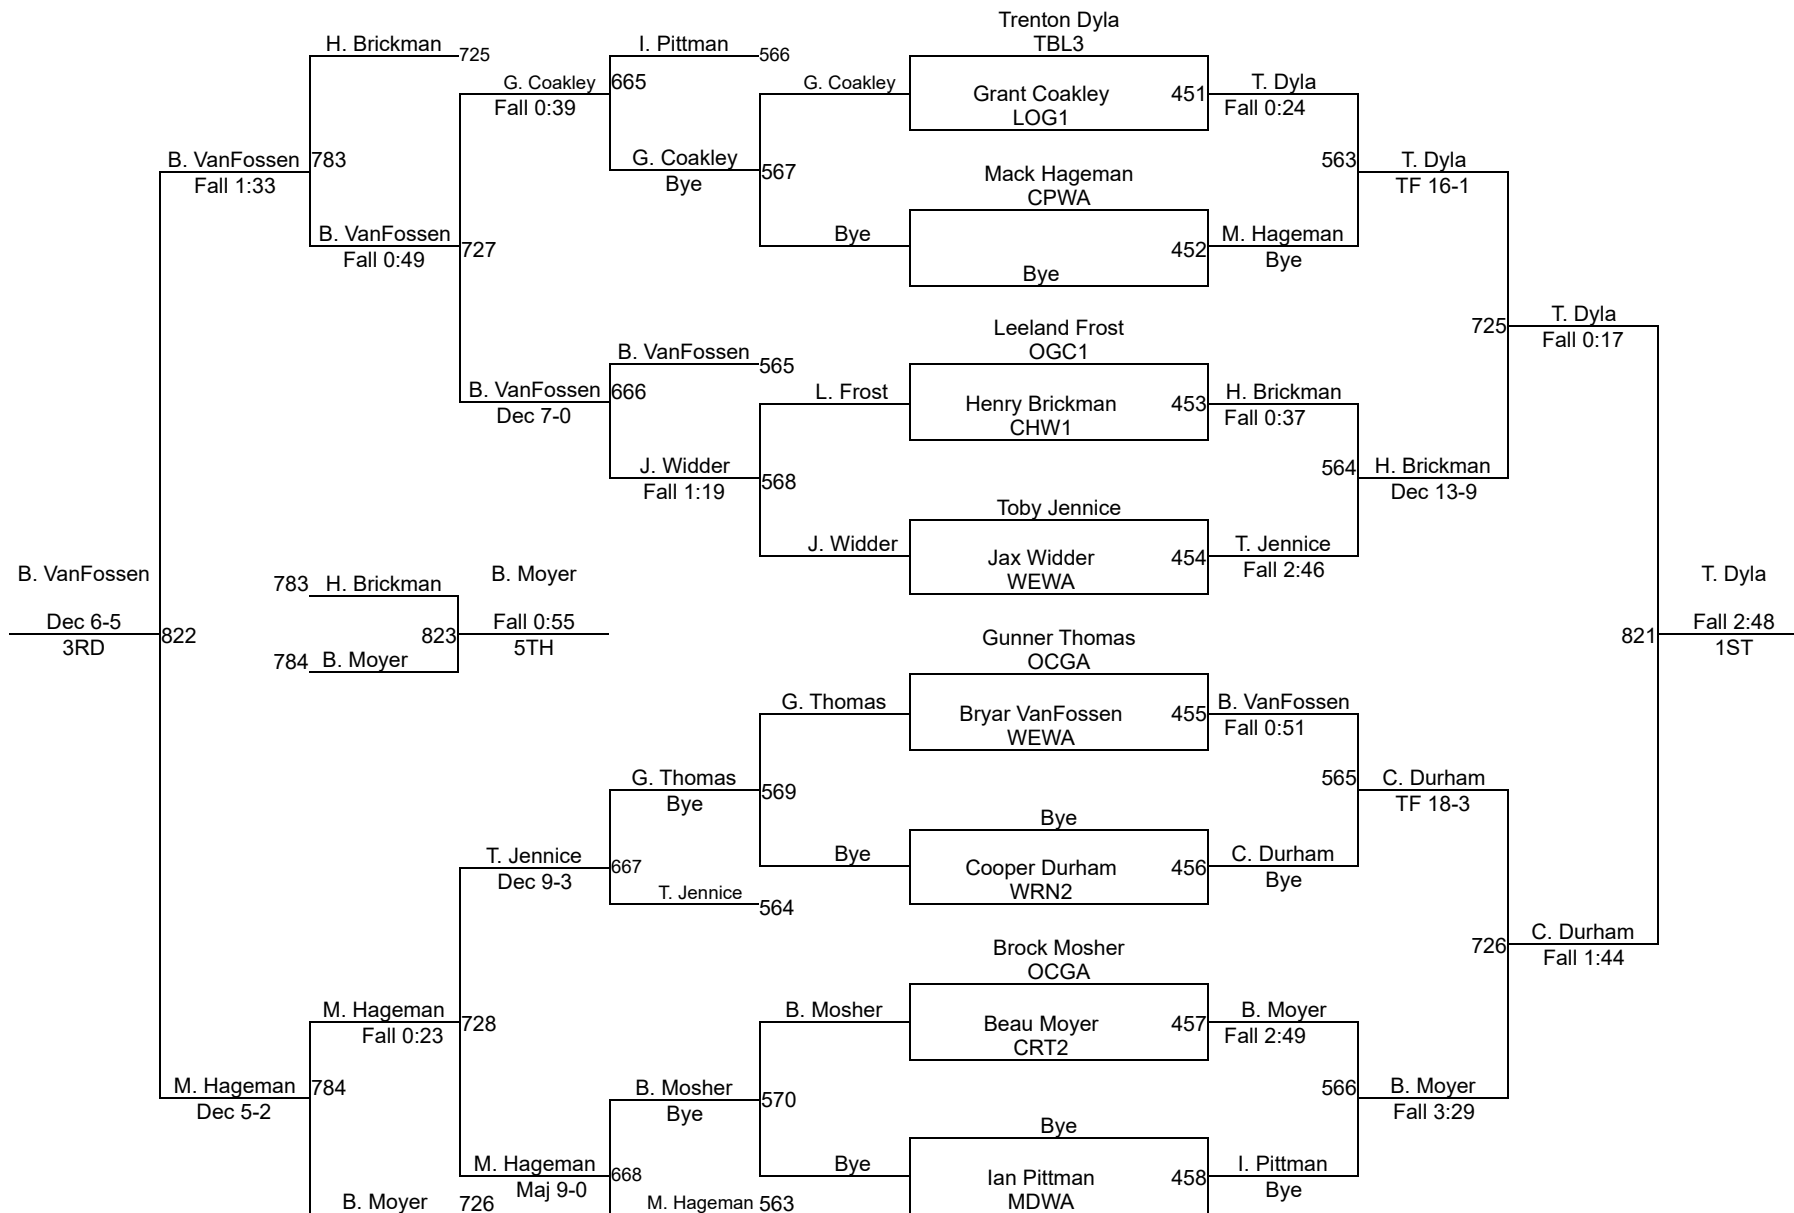 Trenton Dyla
TBL3
H. Brickman
725
I. Pittman
566
G. Coakley
Fall 0:39
665
G. Coakley
Grant Coakley
LOG1
451
T. Dyla
Fall 0:24
B. VanFossen
Fall 1:33
783
G. Coakley
Bye
567
Mack Hageman
CPWA
563
T. Dyla
TF 16-1
B. VanFossen
Fall 0:49
727
Bye
Bye
452
M. Hageman
Bye
Leeland Frost
OGC1
725
T. Dyla
Fall 0:17
B. VanFossen
565
B. VanFossen
Dec 7-0
666
L. Frost
Henry Brickman
CHW1
453
H. Brickman
Fall 0:37
J. Widder
Fall 1:19
568
564
H. Brickman
Dec 13-9
Toby Jennice
J. Widder
Jax Widder
WEWA
454
T. Jennice
Fall 2:46
B. VanFossen
Dec 6-5
3RD
822
783
H. Brickman
784
B. Moyer
823
B. Moyer
Fall 0:55
5TH
T. Dyla
Fall 2:48
1ST
821
Gunner Thomas
OCGA
G. Thomas
Bryar VanFossen
WEWA
455
B. VanFossen
Fall 0:51
G. Thomas
Bye
569
565
C. Durham
TF 18-3
Bye
T. Jennice
Dec 9-3
667
Bye
Cooper Durham
WRN2
456
C. Durham
Bye
T. Jennice
564
Brock Mosher
OCGA
726
C. Durham
Fall 1:44
M. Hageman
Fall 0:23
728
B. Mosher
Beau Moyer
CRT2
457
B. Moyer
Fall 2:49
M. Hageman
Dec 5-2
784
B. Mosher
Bye
570
566
B. Moyer
Fall 3:29
Bye
M. Hageman
Maj 9-0
668
Bye
Ian Pittman
MDWA
458
I. Pittman
Bye
B. Moyer
726
M. Hageman
563